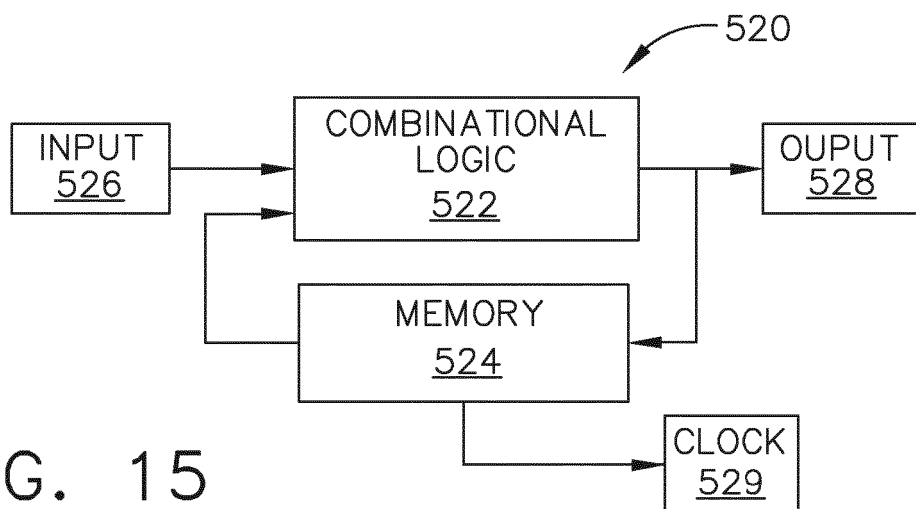 520
COMBINATIONAL
LOGIC
522
INPUT
526
OUPUT
528
MEMORY
524
CLOCK
529
G. 15